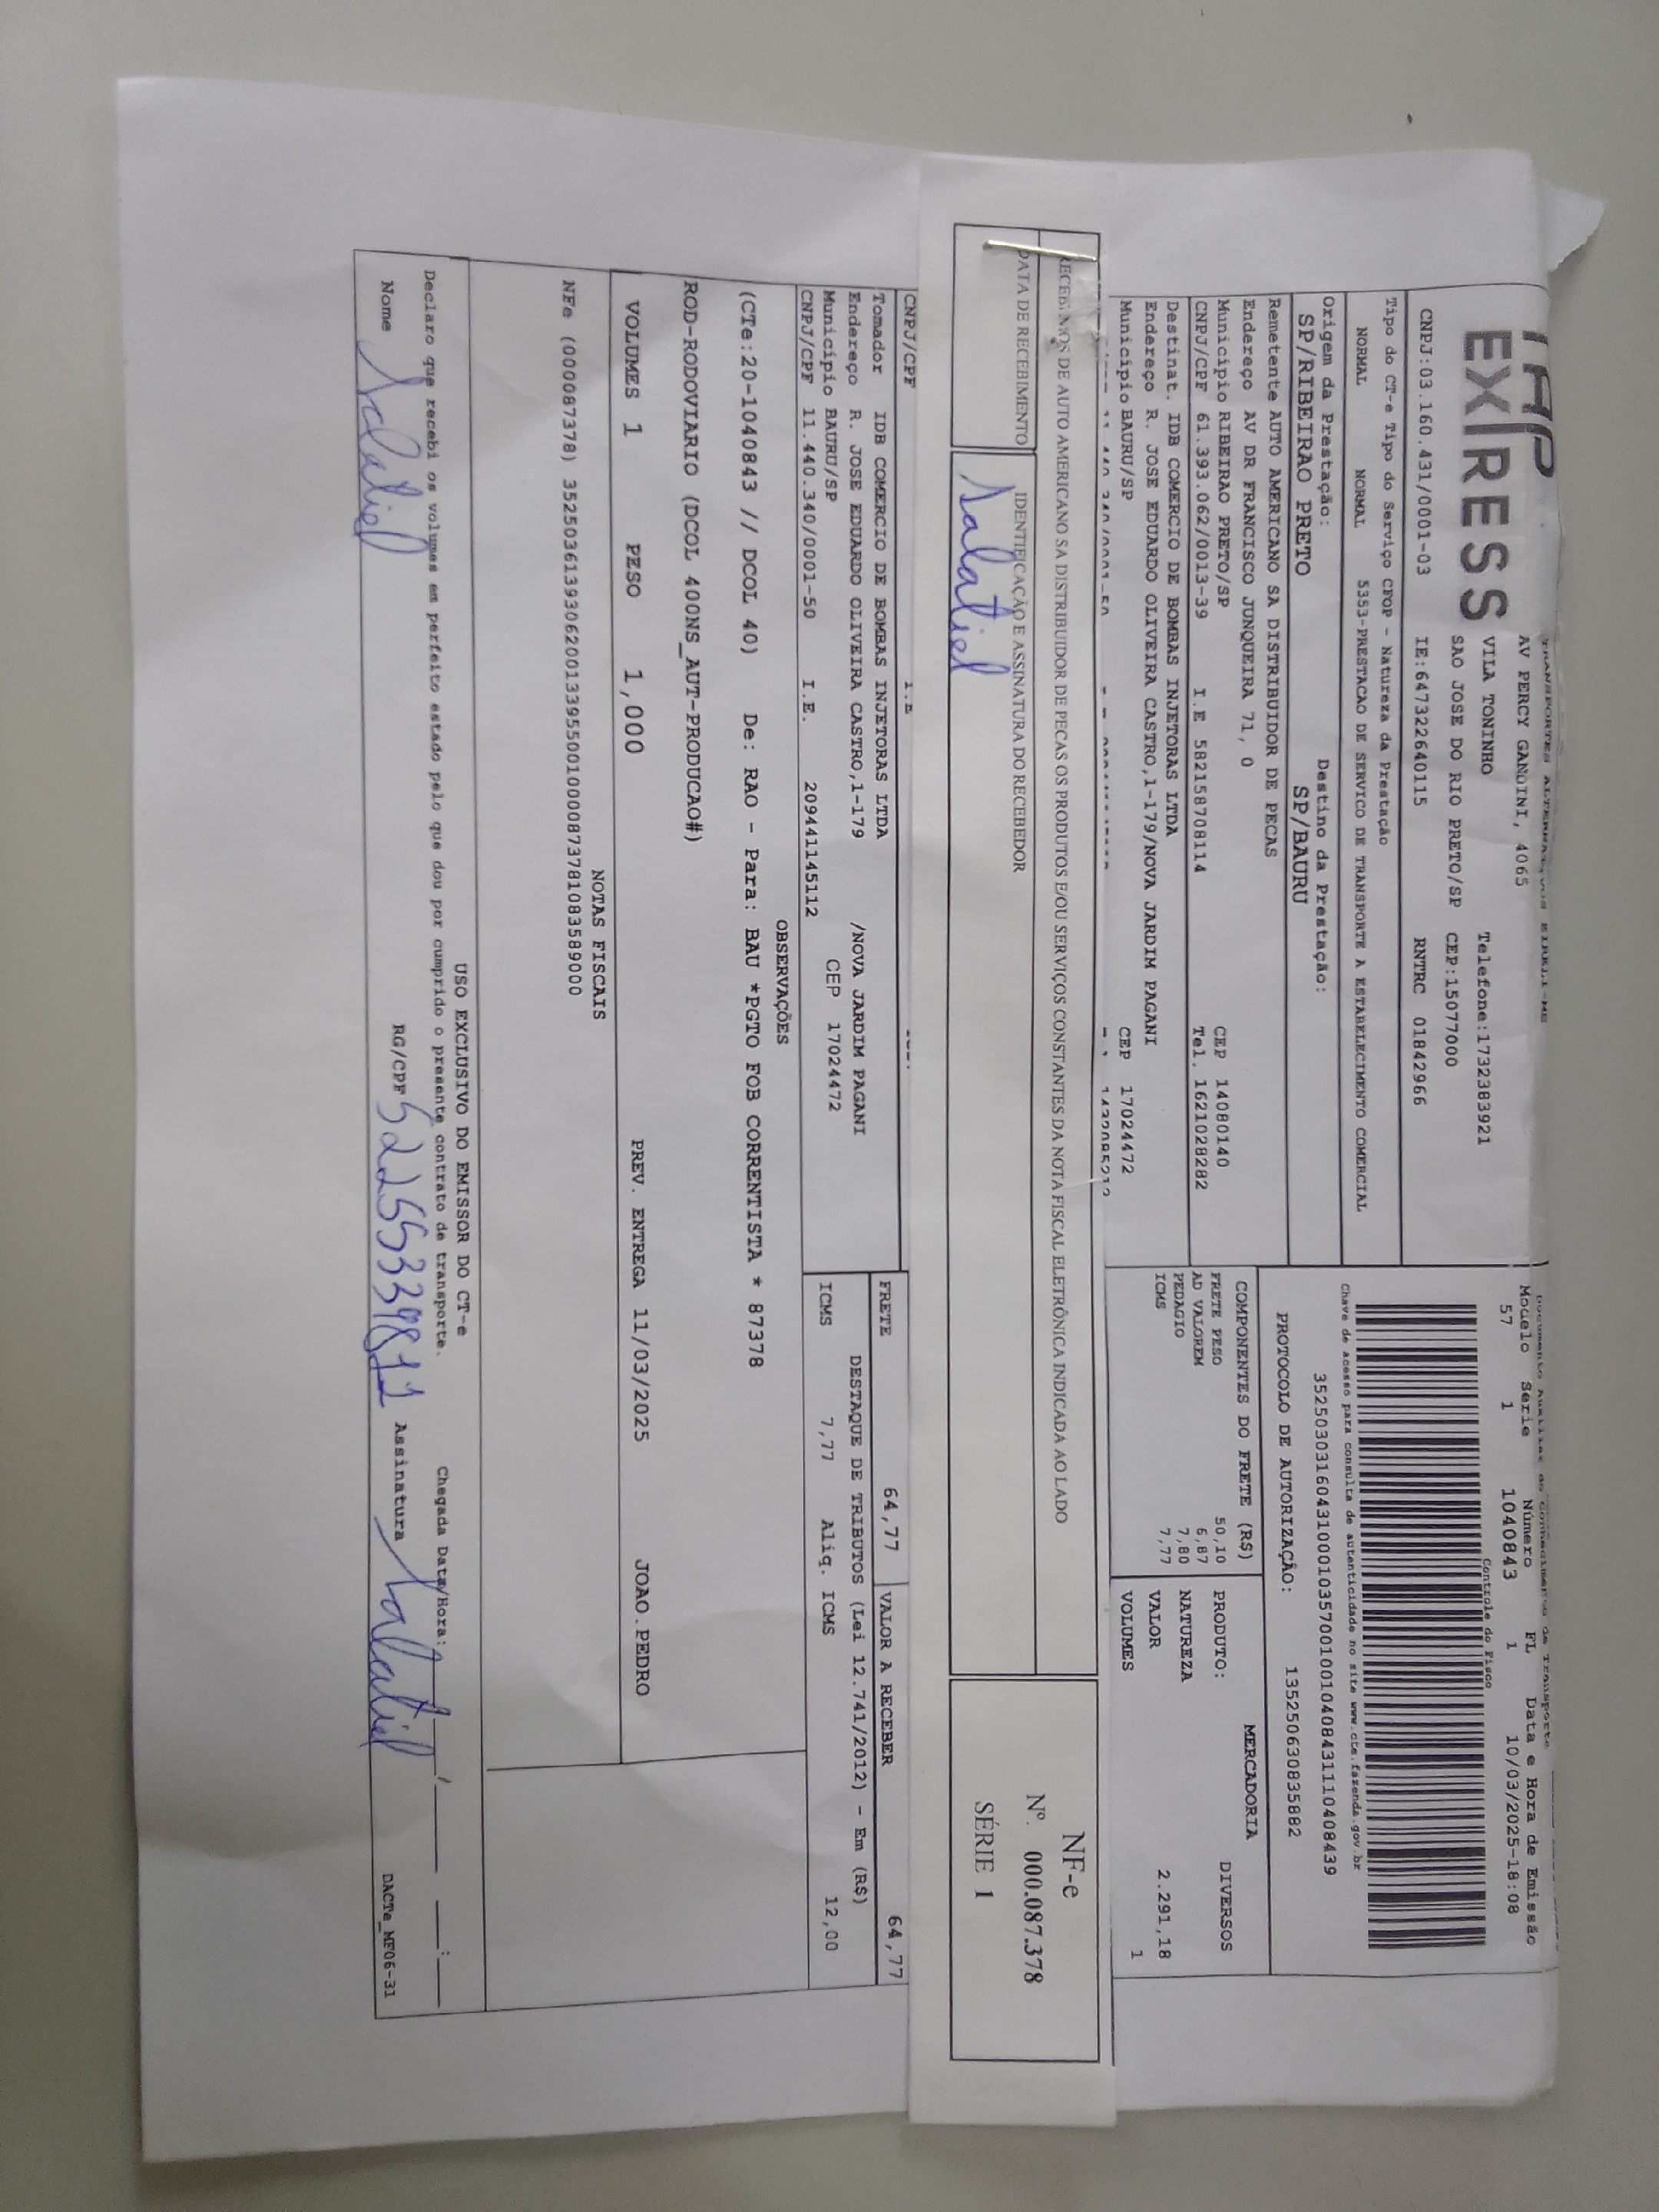 TAP
EX|RESS
AV PERCY GANDINI, 4065
VILA TONINHO Telefone:1732383921
SAO JOSE DO RIO PRETO/SP CEP:15077000
CNPJ:03.160.431/0001-03 IE:647322640115 RNTRC 01842966
Modelo Serie Número FL Data e Hora de Emissão
57 1 1040843 1 10/03/2025-18:08
Controle do Fisco
Chave de acesso para consulta de autenticidade no site www.cte.fazenda.gov.br
35250303160431000103570010010408431110408439
PROTOCOLO DE AUTORIZAÇÃO: 135250630835882
Tipo do CT-e Tipo do Serviço CFOP - Natureza da Prestação
NORMAL NORMAL 5353-PRESTACAO DE SERVICO DE TRANSPORTE A ESTABELECIMENTO COMERCIAL
Origem da Prestação: Destino da Prestação:
SP/RIBEIRAO PRETO SP/BAURU
Remetente AUTO AMERICANO SA DISTRIBUIDOR DE PECAS
Endereço AV DR FRANCISCO JUNQUEIRA 71, 0
Municipio RIBEIRAO PRETO/SP CEP 14080140
CNPJ/CPF 61.393.062/0013-39 I.E 582158708114 Tel. 1621028282
Destinat. IDB COMERCIO DE BOMBAS INJETORAS LTDA
Endereço R. JOSE EDUARDO OLIVEIRA CASTRO,1-179/NOVA JARDIM PAGANI
Municipio BAURU/SP CEP 17024472
COMPONENTES DO FRETE (R$)
FRETE PESO 50,10
AD VALOREM 6,87
PEDAGIO 7,80
ICMS 7,77
MERCADORIA
PRODUTO: DIVERSOS
NATUREZA
VALOR 2.291,18
VOLUMES 1
RECEBEMOS DE AUTO AMERICANO SA DISTRIBUIDOR DE PECAS OS PRODUTOS E/OU SERVIÇOS CONSTANTES DA NOTA FISCAL ELETRÔNICA INDICADA AO LADO
DATA DE RECEBIMENTO IDENTIFICAÇÃO E ASSINATURA DO RECEBEDOR
Salatiel
NF-e
Nº. 000.087.378
SÉRIE 1
CNPJ/CPF
Tomador IDB COMERCIO DE BOMBAS INJETORAS LTDA
Endereço R. JOSE EDUARDO OLIVEIRA CASTRO,1-179 /NOVA JARDIM PAGANI
Municipio BAURU/SP CEP 17024472
CNPJ/CPF 11.440.340/0001-50 I.E. 209441145112
FRETE 64,77 VALOR A RECEBER 64,77
DESTAQUE DE TRIBUTOS (Lei 12.741/2012) - Em (R$)
ICMS 7,77 Aliq. ICMS 12,00
OBSERVAÇÕES
(CTe:20-1040843 // DCOL 40) De: RAO - Para: BAU *PGTO FOB CORRENTISTA * 87378
ROD-RODOVIARIO (DCOL 400NS_AUT-PRODUCAO#)
VOLUMES 1 PESO 1,000 PREV. ENTREGA 11/03/2025 JOAO.PEDRO
NOTAS FISCAIS
NFe (000087378) 35250361393062001339550010000873781083589000
USO EXCLUSIVO DO EMISSOR DO CT-e
Declaro que recebi os volumes em perfeito estado pelo que dou por cumprido o presente contrato de transporte. Chegada Data/Hora: / :
Nome Salatiel RG/CPF 52255339811 Assinatura Salatiel DACTe_MF06-31